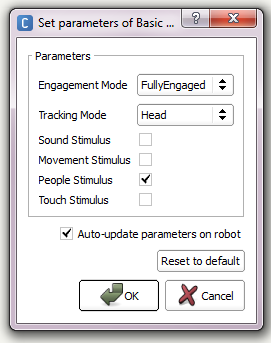 Set parameters of Basic ...
Parameters
Engagement Mode FullyEngaged
Tracking Mode Head
Sound Stimulus
Movement Stimulus
People Stimulus
Touch Stimulus
Auto-update parameters on robot
Reset to default
OK Cancel